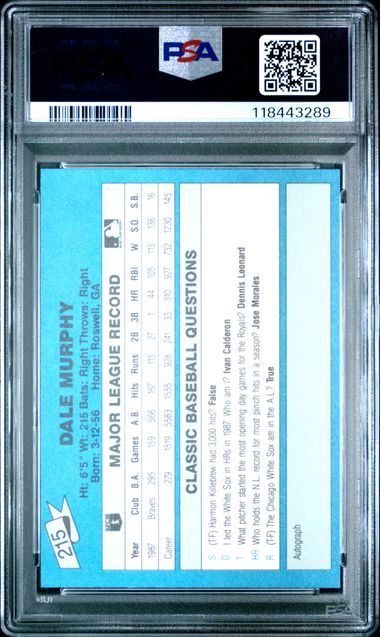 PSA
118443289
215
DALE MURPHY
Ht: 6'5" Wt: 216 Bats: Right Throws: Right
Born: 3-12-56 Home: Roswell, GA
MAJOR LEAGUE RECORD
Year Club B.A. Games A.B. Hits Runs 2B 3B HR RBI W S.O. S.B.
1987 Braves .295 159 566 167 115 27 1 44 105 115 136 16
Career .279 1519 5583 1555 928 241 33 310 927 732 1230 145
CLASSIC BASEBALL QUESTIONS
S (T-F) Harmon Killebrew had 3,000 hits? False
D I led the White Sox in HRs in 1987. Who am I? Ivan Calderon
T What pitcher started the most opening day games for the Royals? Dennis Leonard
HR Who holds the N.L. record for most pinch hits in a season? Jose Morales
R (T-F) The Chicago White Sox are in the A.L.? True
Autograph